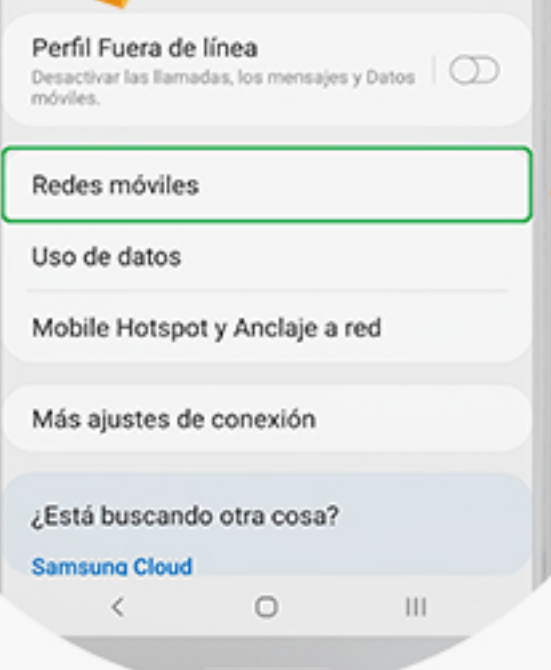 Perfil Fuera de línea
Desactivar las llamadas, los mensajes y Datos
móviles.
Redes móviles
Uso de datos
Mobile Hotspot y Anclaje a red
Más ajustes de conexión
¿Está buscando otra cosa?
Samsung Cloud